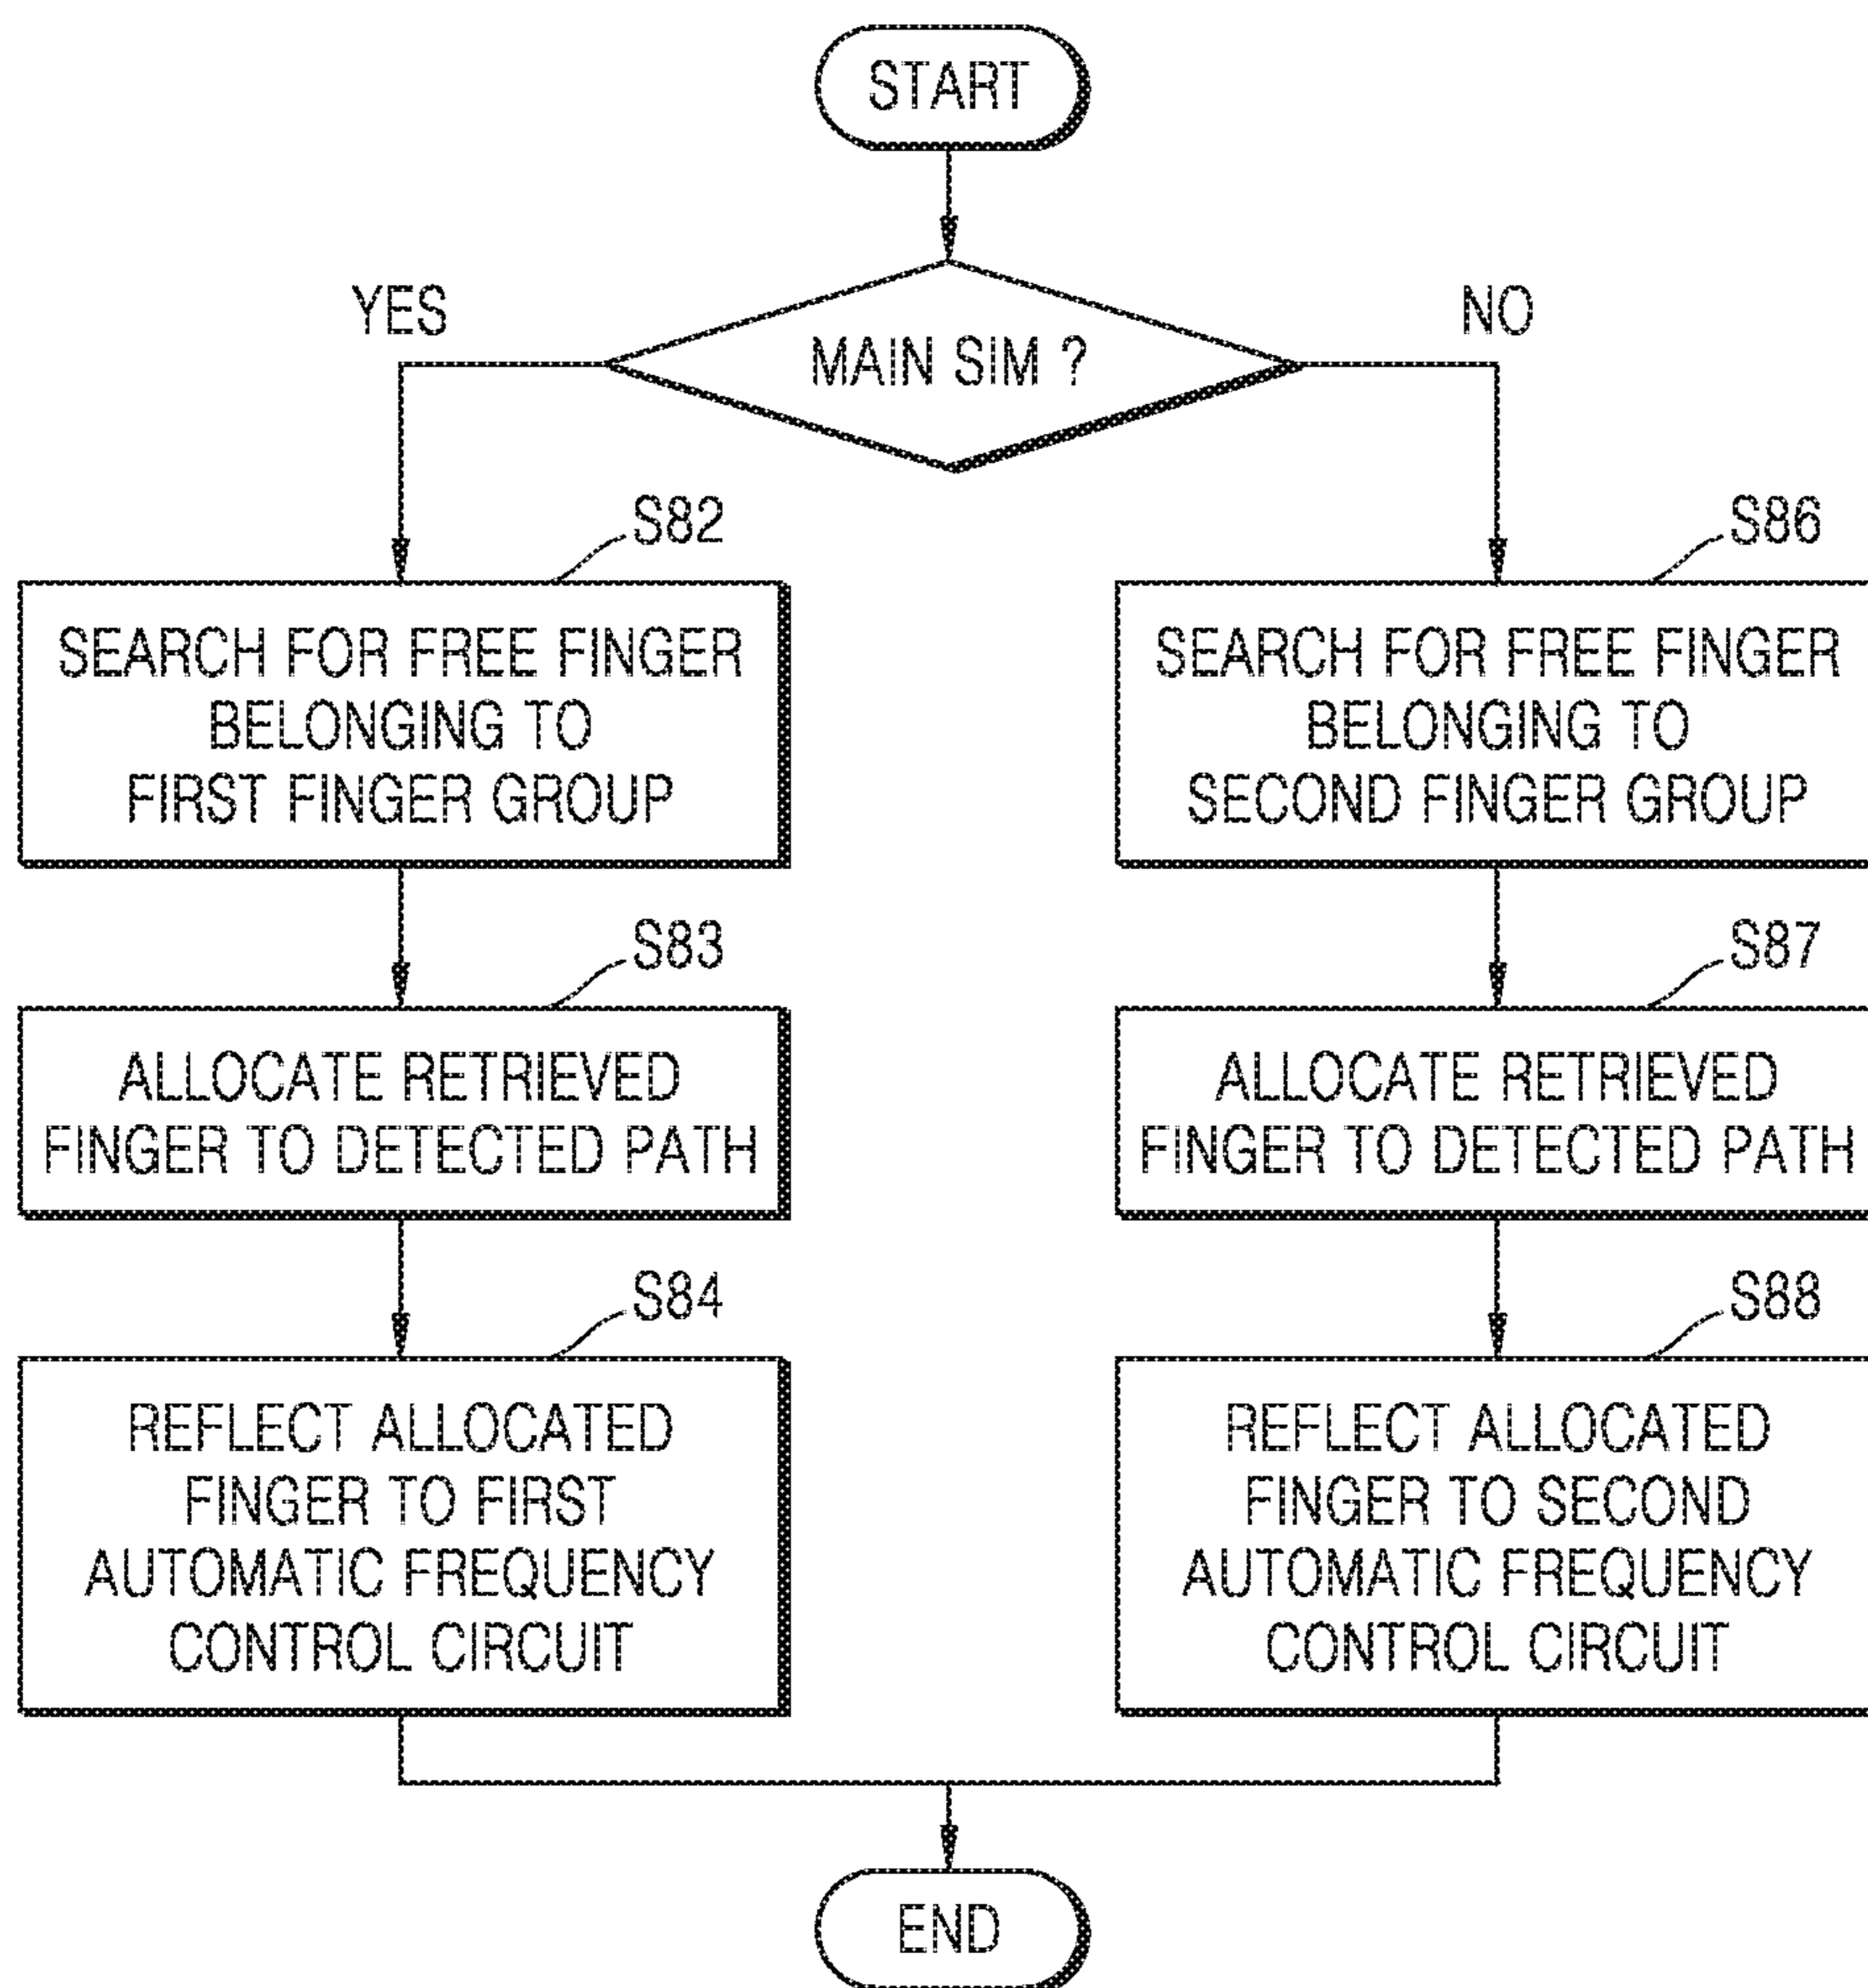 START
MAIN SIM ?
YES
NO
S82
SEARCH FOR FREE FINGER
BELONGING TO
FIRST FINGER GROUP
S83
ALLOCATE RETRIEVED
FINGER TO DETECTED PATH
S84
REFLECT ALLOCATED
FINGER TO FIRST
AUTOMATIC FREQUENCY
CONTROL CIRCUIT
S86
SEARCH FOR FREE FINGER
BELONGING TO
SECOND FINGER GROUP
S87
ALLOCATE RETRIEVED
FINGER TO DETECTED PATH
S88
REFLECT ALLOCATED
FINGER TO SECOND
AUTOMATIC FREQUENCY
CONTROL CIRCUIT
END